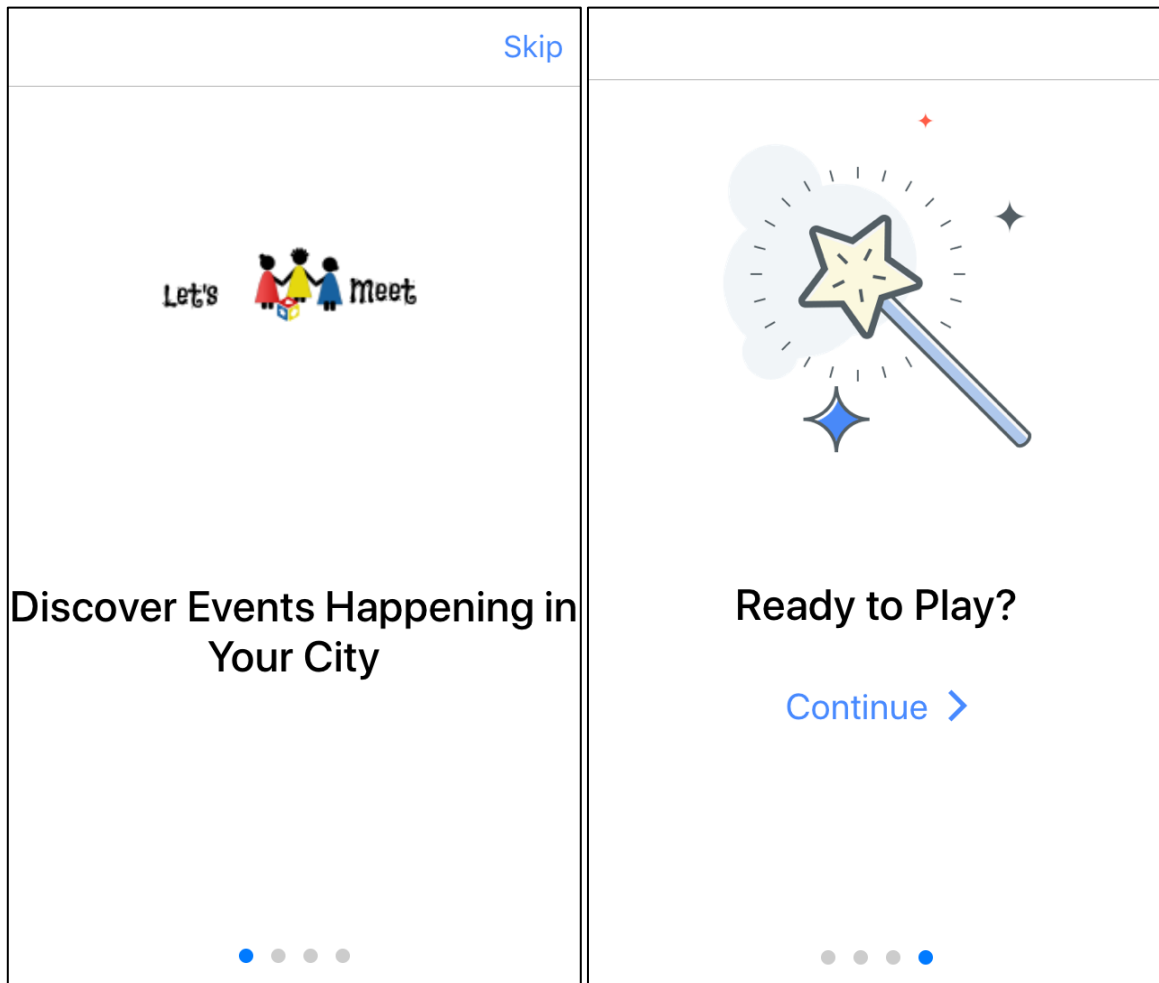 Skip
Let's meet
Discover Events Happening in
Your City
Ready to Play?
Continue